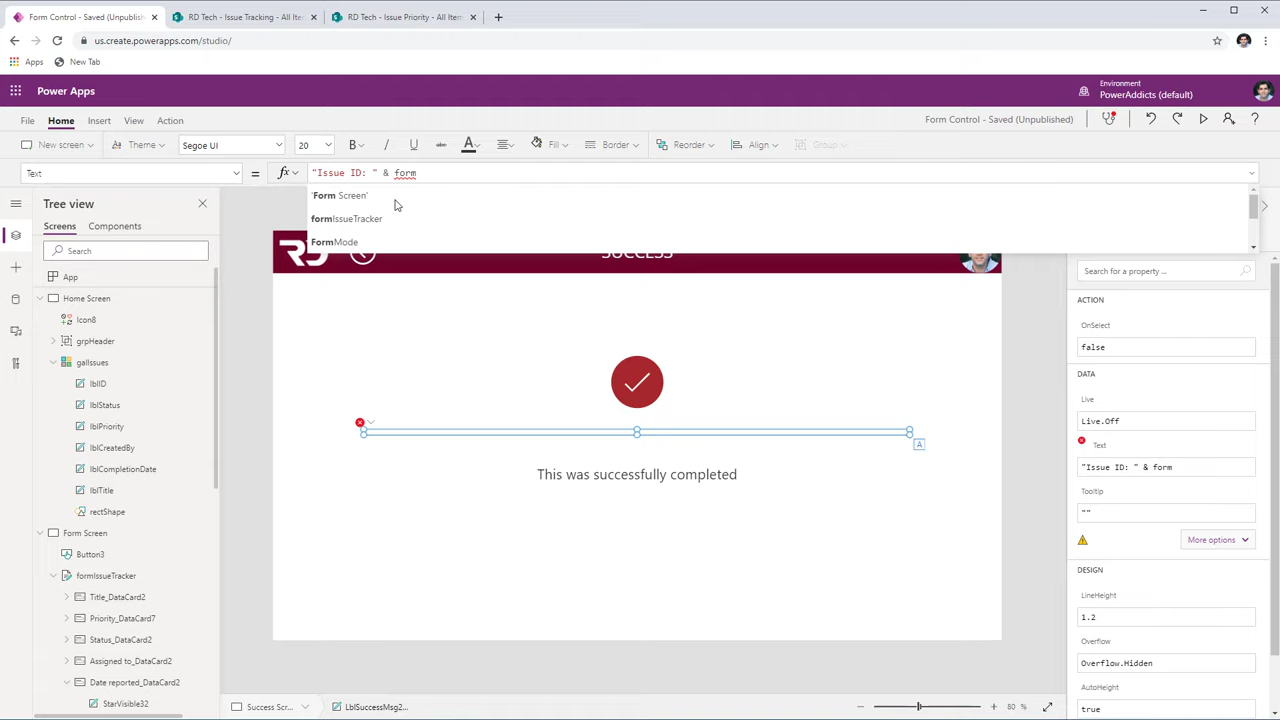 Form Control - Saved (Unpublished)
RD Tech - Issue Tracking - All Item
RD Tech - Issue Priority - All Item
us.create.powerapps.com/studio/
Apps
New Tab
Power Apps
Environment
PowerAddicts (default)
File
Home
Insert
View
Action
Form Control - Saved (Unpublished)
New screen
Theme
Segoe UI
20
B
I
U
abc
A
Fill
Border
Reorder
Align
Group
Text
=
fx
"Issue ID: " & form
'Form Screen'
formIssueTracker
FormMode
Tree view
Screens
Components
Search
App
Home Screen
Icon8
grpHeader
galIssues
lblID
lblStatus
lblPriority
lblCreatedBy
lblCompletionDate
lblTitle
rectShape
Form Screen
Button3
formIssueTracker
Title_DataCard2
Priority_DataCard7
Status_DataCard2
Assigned to_DataCard2
Date reported_DataCard2
StarVisible32
RD
SUCCESS
A
This was successfully completed
Search for a property ...
ACTION
OnSelect
false
DATA
Live
Live.Off
Text
"Issue ID: " & form
Tooltip
""
More options
DESIGN
LineHeight
1.2
Overflow
Overflow.Hidden
AutoHeight
true
Success Scr...
LblSuccessMsg2...
80 %